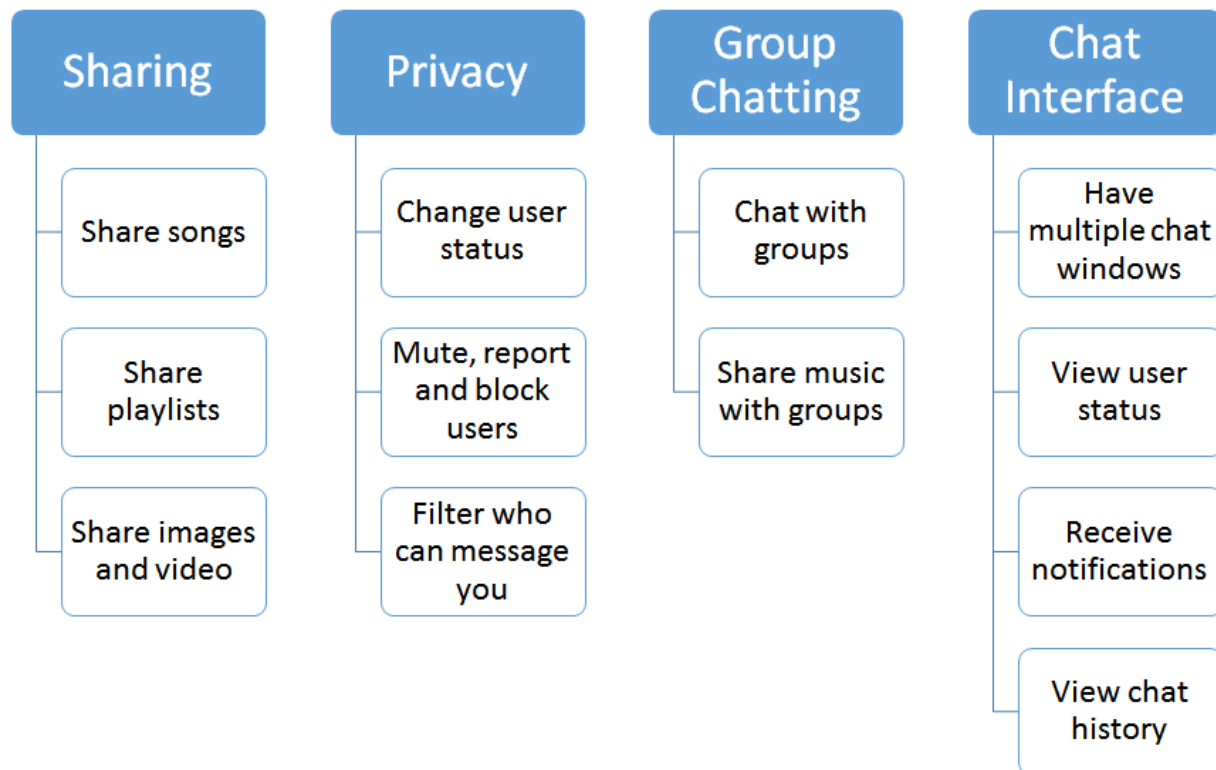 Sharing
Share songs
Share
playlists
Share images
and video
Privacy
Change user
status
Mute, report
and block
users
Filter who
can message
you
Group
Chatting
Chat with
groups
Share music
with groups
Chat
Interface
Have
multiple chat
windows
View user
status
Receive
notifications
View chat
history